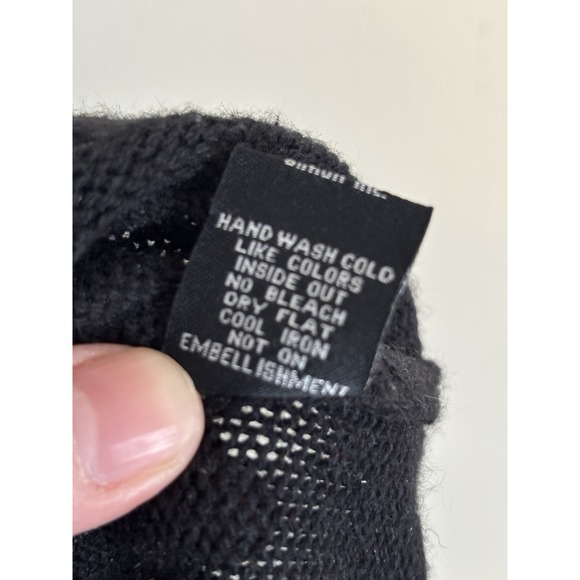 HAND WASH COLD
LIKE COLORS
INSIDE OUT
NO BLEACH
DRY FLAT
COOL IRON
NOT ON
EMBELLISHMENT